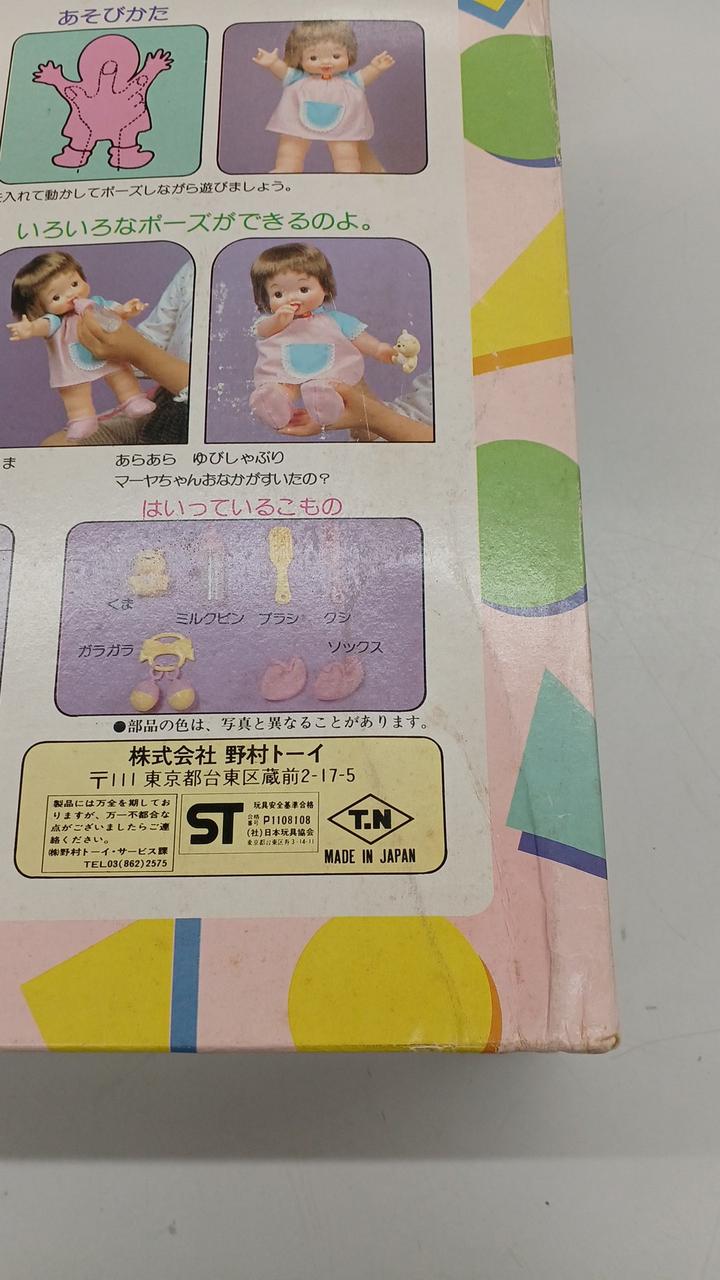 あそびかた
を入れて動かしてポーズしながら遊びましょう。
いろいろなポーズができるのよ。
ま
あらあら ゆびしゃぶり
マーヤちゃんおなかがすいたの?
はいっているこもの
くま
ミルクビン
ブラシ
クシ
ガラガラ
ソックス
●部品の色は、写真と異なることがあります。
株式会社 野村トーイ
〒111 東京都台東区蔵前2-17-5
製品には万全を期してお
りますが、万一不都合な
点がございましたらご連
絡ください。
㈱野村トーイ・サービス課
TEL03(862)2575
ST
玩具安全基準合格
合格番号 P1108108
(社)日本玩具協会
T.N
MADE IN JAPAN